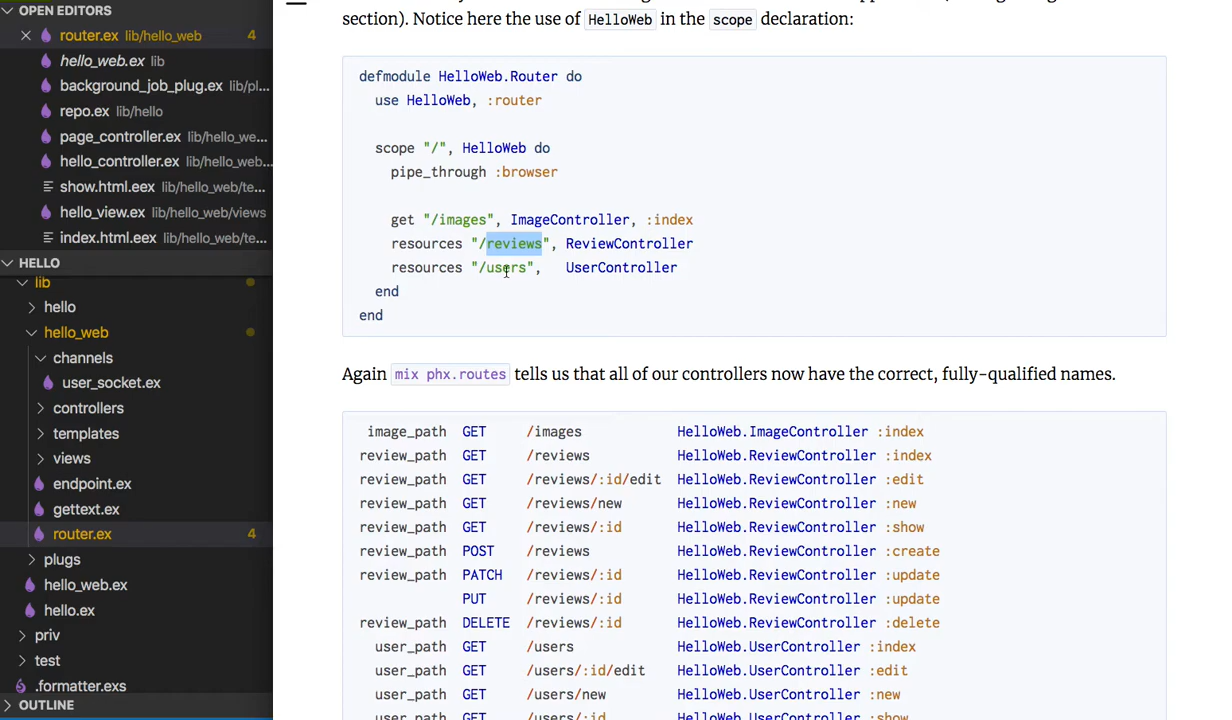 OPEN EDITORS
router.ex lib/hello_web 4
hello_web.ex lib
background_job_plug.ex lib/pl...
repo.ex lib/hello
page_controller.ex lib/hello_we...
hello_controller.ex lib/hello_web...
show.html.eex lib/hello_web/te...
hello_view.ex lib/hello_web/views
index.html.eex lib/hello_web/te...
HELLO
lib
hello
hello_web
channels
user_socket.ex
controllers
templates
views
endpoint.ex
gettext.ex
router.ex 4
plugs
hello_web.ex
hello.ex
priv
test
.formatter.exs
OUTLINE
section). Notice here the use of HelloWeb in the scope declaration:
defmodule HelloWeb.Router do
use HelloWeb, :router
scope "/", HelloWeb do
pipe_through :browser
get "/images", ImageController, :index
resources "/reviews", ReviewController
resources "/users", UserController
end
end
Again mix phx.routes tells us that all of our controllers now have the correct, fully-qualified names.
image_path GET /images HelloWeb.ImageController :index
review_path GET /reviews HelloWeb.ReviewController :index
review_path GET /reviews/:id/edit HelloWeb.ReviewController :edit
review_path GET /reviews/new HelloWeb.ReviewController :new
review_path GET /reviews/:id HelloWeb.ReviewController :show
review_path POST /reviews HelloWeb.ReviewController :create
review_path PATCH /reviews/:id HelloWeb.ReviewController :update
PUT /reviews/:id HelloWeb.ReviewController :update
review_path DELETE /reviews/:id HelloWeb.ReviewController :delete
user_path GET /users HelloWeb.UserController :index
user_path GET /users/:id/edit HelloWeb.UserController :edit
user_path GET /users/new HelloWeb.UserController :new
user_path GET /users/:id HelloWeb.UserController :show